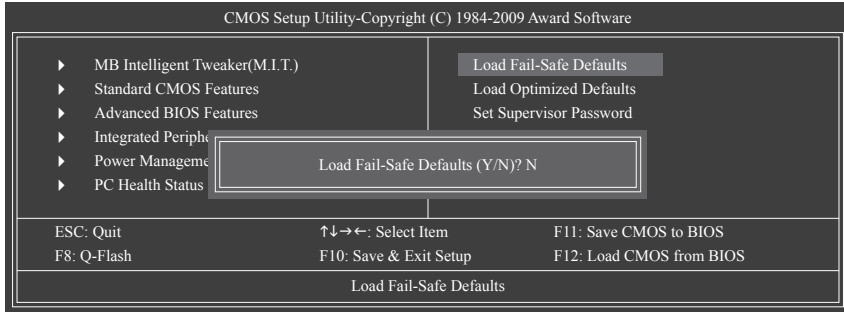 CMOS Setup Utility-Copyright (C) 1984-2009 Award Software
MB Intelligent Tweaker(M.I.T.)
Standard CMOS Features
Advanced BIOS Features
Integrated
Power
PC Health Status
Load Fail-Safe Defaults
Load Optimized Defaults
Set Supervisor Password
Load Fail-Safe Defaults (Y/N)? N
ESC: Quit
↑↓→←: Select Item
F11: Save CMOS to BIOS
F8: Q-Flash
F10: Save & Exit Setup
F12: Load CMOS from BIOS
Load Fail-Safe Defaults